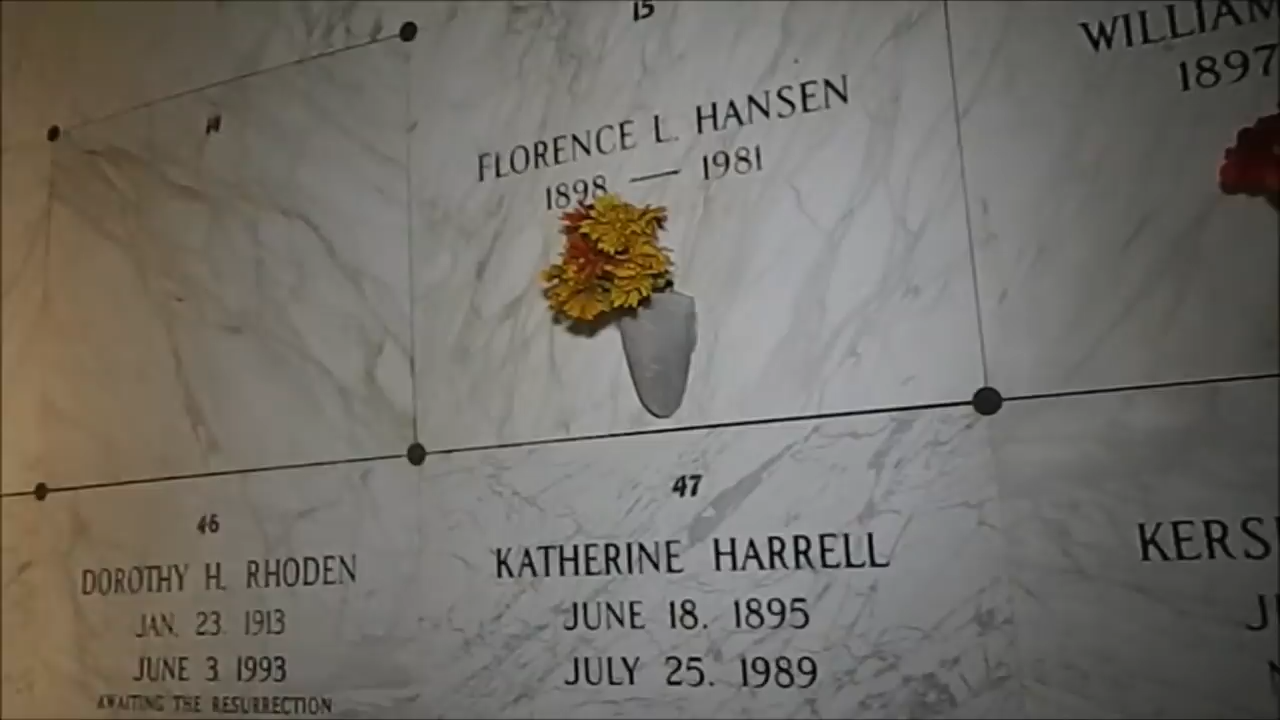 15
14
FLORENCE L. HANSEN
1898 — 1981
WILLIAM
1897
46
DOROTHY H. RHODEN
JAN. 23. 1913
JUNE 3 1993
AWAITING THE RESURRECTION
47
KATHERINE HARRELL
JUNE 18. 1895
JULY 25. 1989
KERS